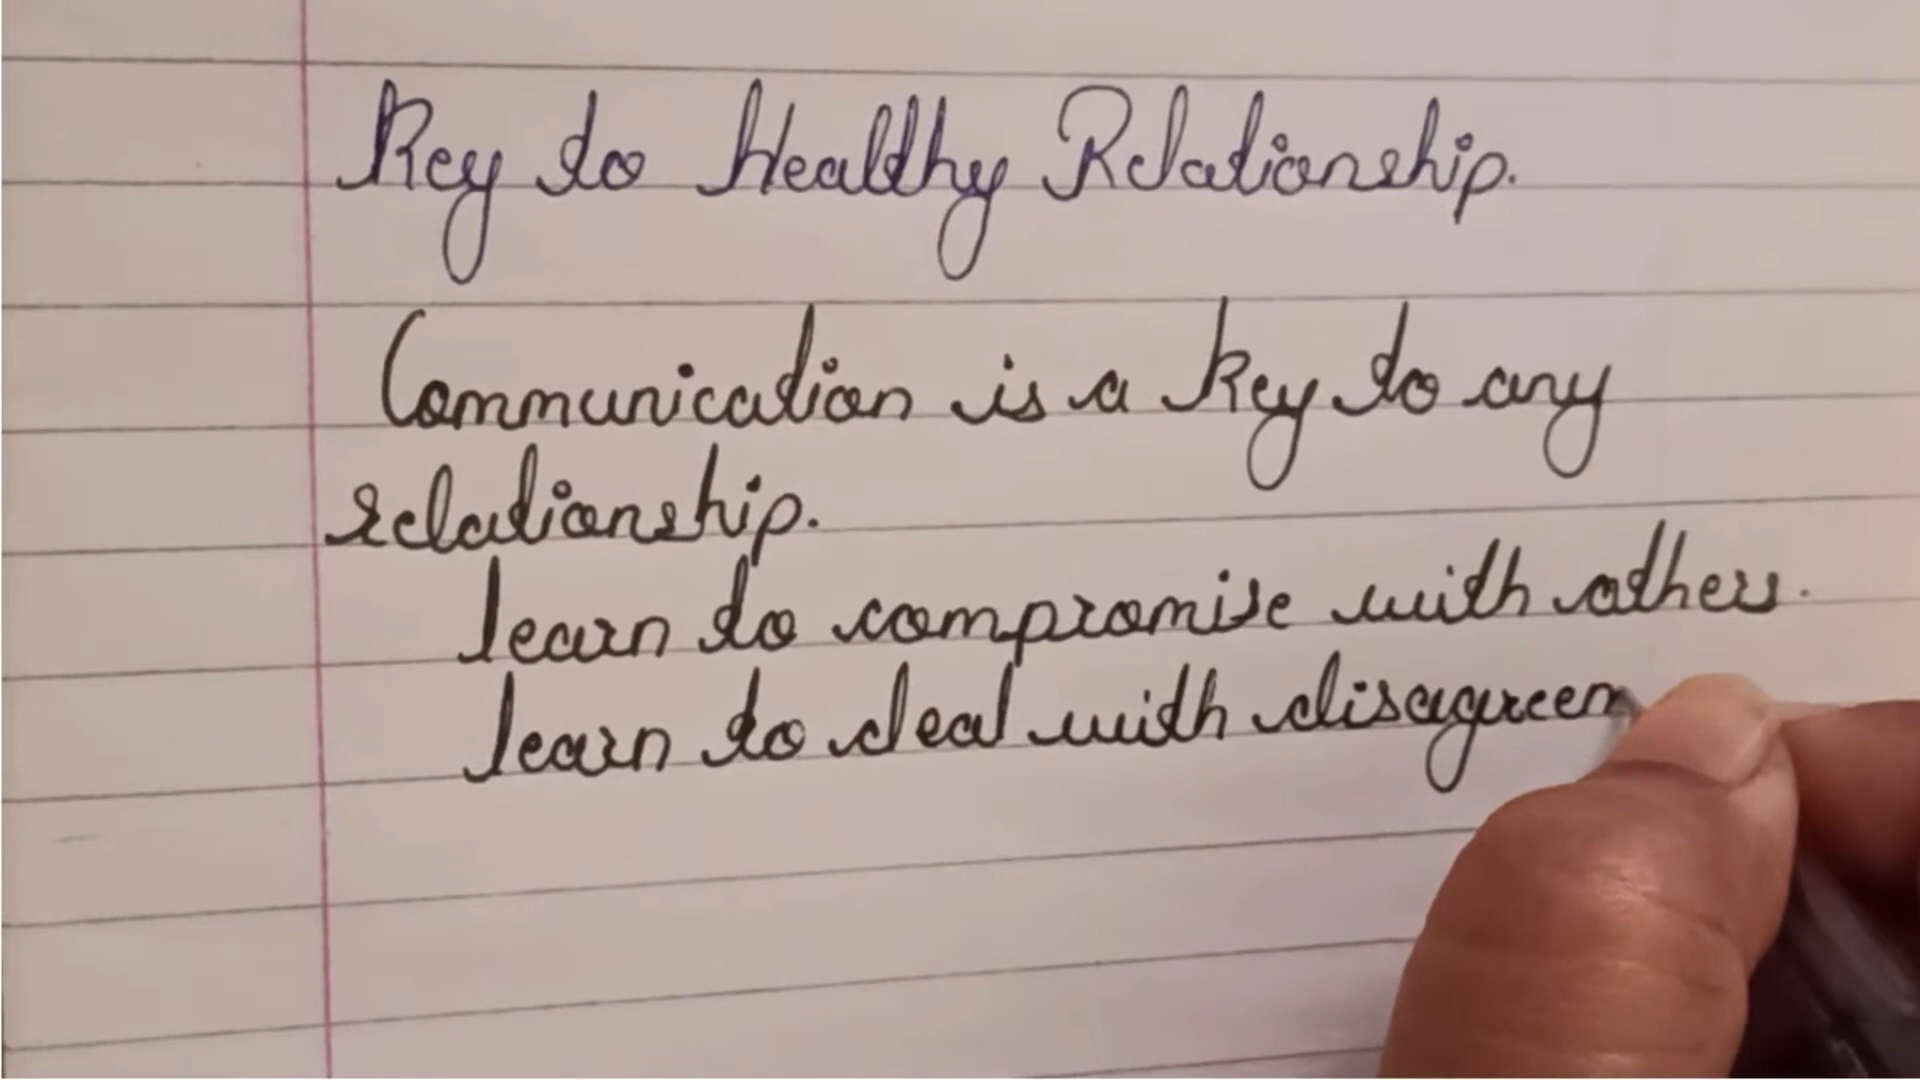 Key to Healthy Relationship.
Communication is a key to any
relationship.
learn to compromise with others.
learn to deal with disagreem